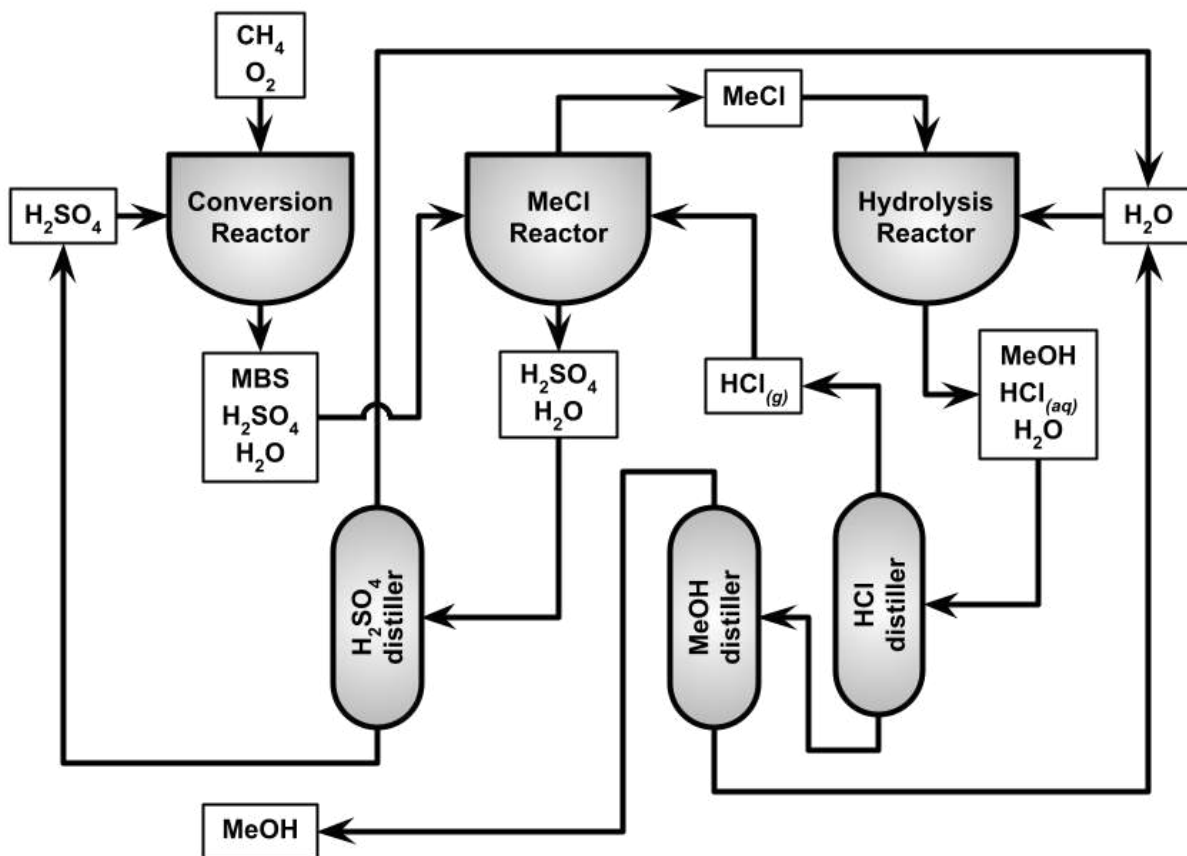 CH₄
O₂
MeCl
H₂SO₄
Conversion
Reactor
MeCl
Reactor
Hydrolysis
Reactor
H₂O
MBS
H₂SO₄
H₂O
H₂SO₄
H₂O
HCl(g)
MeOH
HCl(aq)
H₂O
H₂SO₄
distiller
MeOH
distiller
HCl
distiller
MeOH